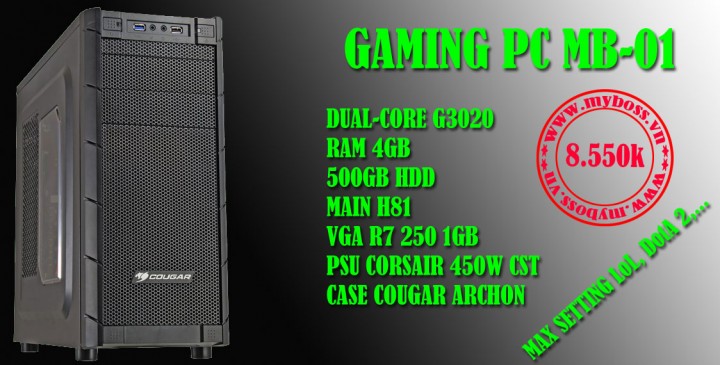 GAMING PC MB-01
DUAL-CORE G3020
RAM 4GB
500GB HDD
MAIN H81
VGA R7 250 1GB
PSU CORSAIR 450W CST
CASE COUGAR ARCHON
*www.myboss.vn*
8.550k
*www.myboss.vn*
MAX SETTING LoL, DotA 2,...
COUGAR